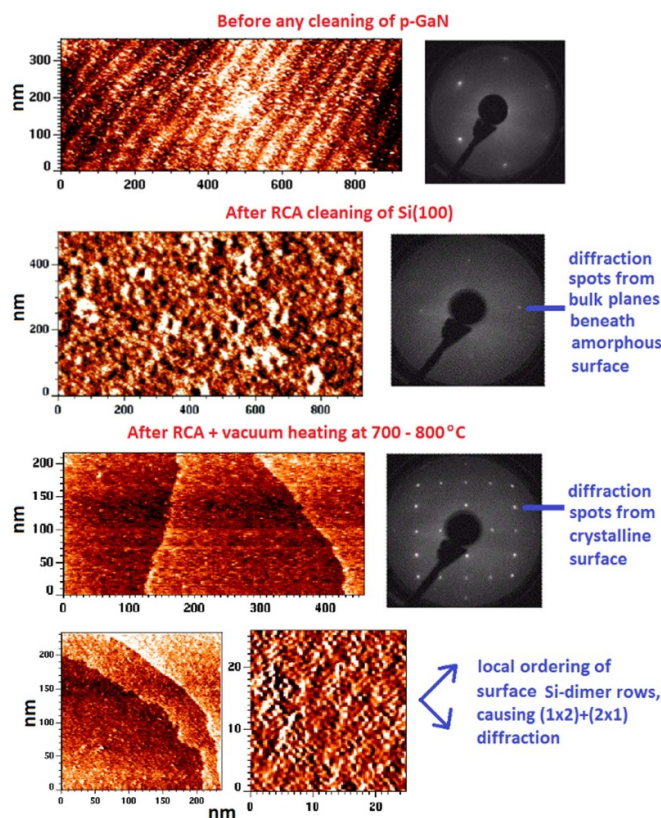 Before any cleaning of p-GaN
nm
300
200
100
0
0
200
400
600
800
After RCA cleaning of Si(100)
nm
400
200
0
0
200
400
600
800
diffraction
spots from
bulk planes
beneath
amorphous
surface
After RCA + vacuum heating at 700 - 800°C
nm
200
150
100
50
0
0
100
200
300
400
diffraction
spots from
crystalline
surface
nm
200
150
100
50
0
0
50
100
150
200
20
10
0
0
10
20
nm
local ordering of
surface Si-dimer rows,
causing (1x2)+(2x1)
diffraction